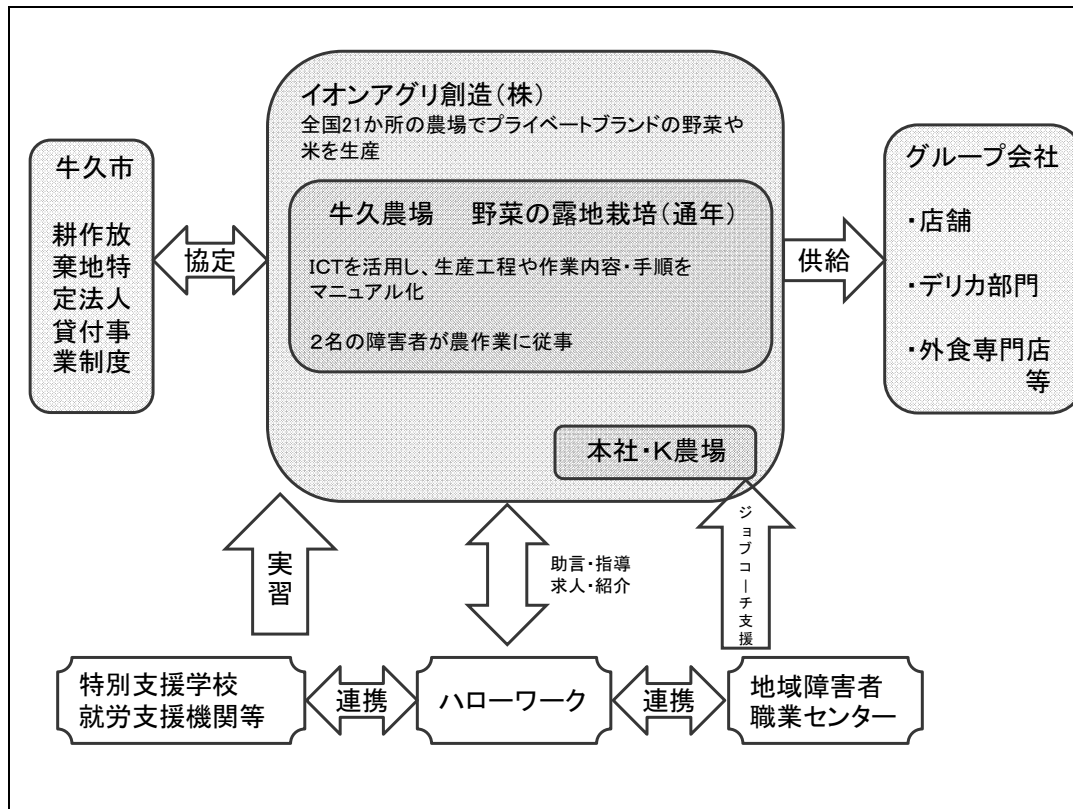 イオンアグリ創造(株)
全国21か所の農場でプライベートブランドの野菜や
米を生産
牛久市
耕作放
棄地特
定法人
貸付事
業制度
協定
牛久農場 野菜の露地栽培(通年)
ICTを活用し、生産工程や作業内容・手順を
マニュアル化
2名の障害者が農作業に従事
本社・K農場
供給
グループ会社
・店舗
・デリカ部門
・外食専門店
等
実習
助言・指導
求人・紹介
ジョブコーチ支援
特別支援学校
就労支援機関等
連携
ハローワーク
連携
地域障害者
職業センター